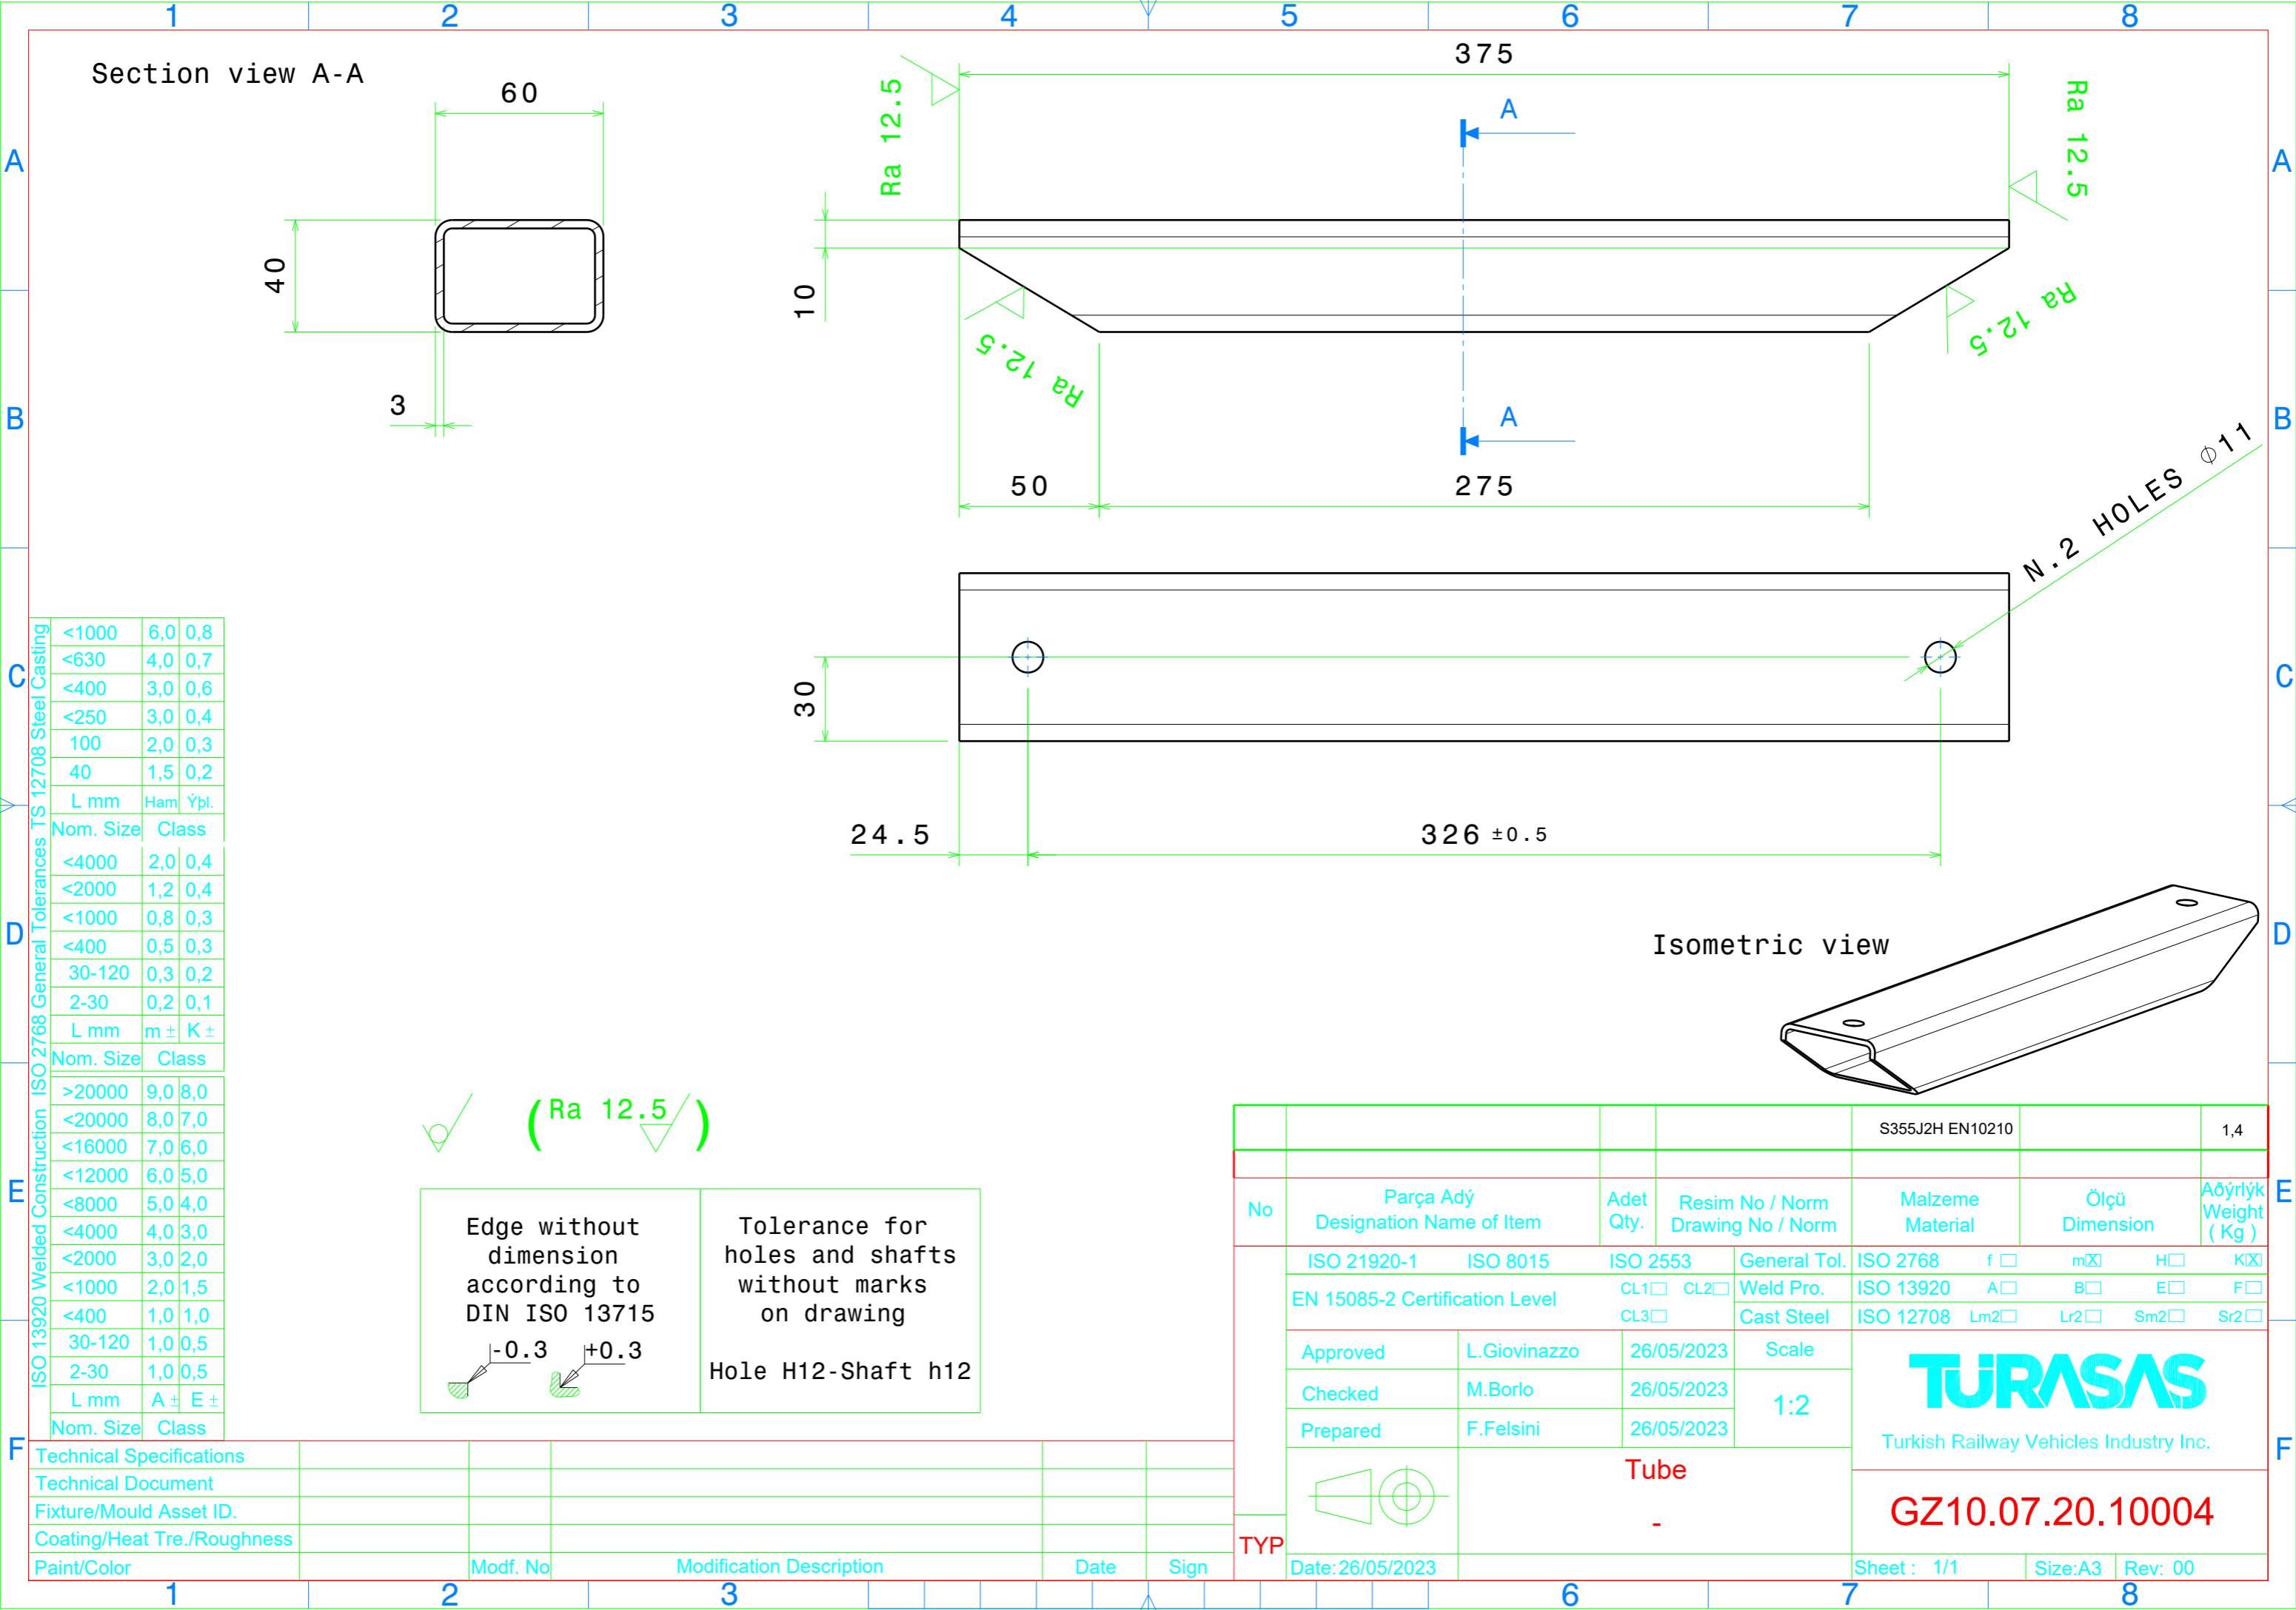 1 2 3 4 5 6 7 8
A
B
C
D
E
F
Section view A-A
60
40
3
375
Ra 12.5
Ra 12.5
A
10
Ra 12.5
Ra 12.5
A
50
275
N.2 HOLES ϕ11
30
24.5
326 ±0.5
Isometric view
TS 12708 Steel Casting
<1000 6,0 0,8
<630 4,0 0,7
<400 3,0 0,6
<250 3,0 0,4
100 2,0 0,3
40 1,5 0,2
L mm Ham Ýþl.
Nom. Size Class
ISO 2768 General Tolerances
<4000 2,0 0,4
<2000 1,2 0,4
<1000 0,8 0,3
<400 0,5 0,3
30-120 0,3 0,2
2-30 0,2 0,1
L mm m ± K ±
Nom. Size Class
ISO 13920 Welded Construction
>20000 9,0 8,0
<20000 8,0 7,0
<16000 7,0 6,0
<12000 6,0 5,0
<8000 5,0 4,0
<4000 4,0 3,0
<2000 3,0 2,0
<1000 2,0 1,5
<400 1,0 1,0
30-120 1,0 0,5
2-30 1,0 0,5
L mm A ± E ±
Nom. Size Class
(Ra 12.5)
Edge without
dimension
according to
DIN ISO 13715
-0.3 +0.3
Tolerance for
holes and shafts
without marks
on drawing
Hole H12-Shaft h12
Technical Specifications
Technical Document
Fixture/Mould Asset ID.
Coating/Heat Tre./Roughness
Paint/Color
Modf. No Modification Description Date Sign
S355J2H EN10210 1,4
No
Parça Adý
Designation Name of Item
Adet
Qty.
Resim No / Norm
Drawing No / Norm
Malzeme
Material
Ölçü
Dimension
Aðýrlýk
Weight
( Kg )
ISO 21920-1 ISO 8015 ISO 2553 General Tol. ISO 2768 f m X H K X
EN 15085-2 Certification Level CL1 CL2 CL3
Weld Pro. ISO 13920 A B E F
Cast Steel ISO 12708 Lm2 Lr2 Sm2 Sr2
Approved L.Giovinazzo 26/05/2023
Checked M.Borlo 26/05/2023
Prepared F.Felsini 26/05/2023
Scale
1:2
TURASAS
Turkish Railway Vehicles Industry Inc.
Tube
-
GZ10.07.20.10004
TYP
Date:26/05/2023
Sheet : 1/1 Size:A3 Rev: 00
A
B
C
D
E
F
1 2 3 6 7 8